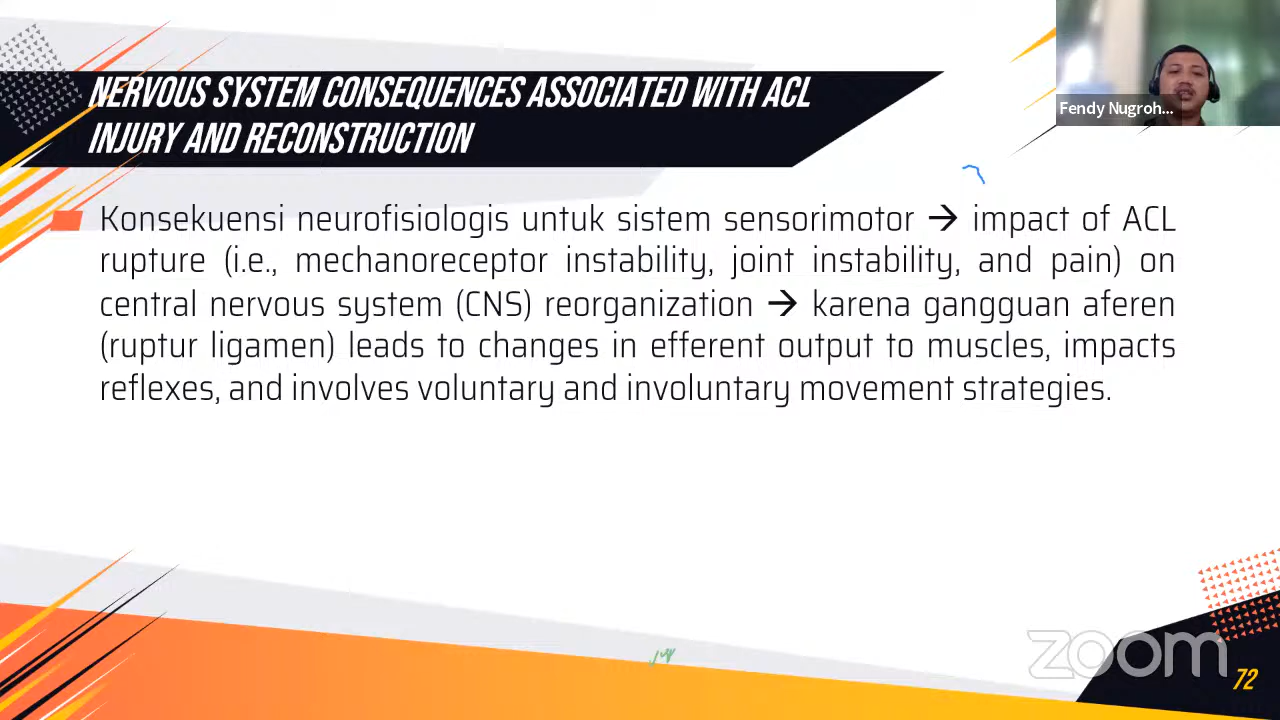 NERVOUS SYSTEM CONSEQUENCES ASSOCIATED WITH ACL
INJURY AND RECONSTRUCTION
Fendy Nugroh...
Konsekuensi neurofisiologis untuk sistem sensorimotor → impact of ACL
rupture (i.e., mechanoreceptor instability, joint instability, and pain) on
central nervous system (CNS) reorganization → karena gangguan aferen
(ruptur ligamen) leads to changes in efferent output to muscles, impacts
reflexes, and involves voluntary and involuntary movement strategies.
zoom
72